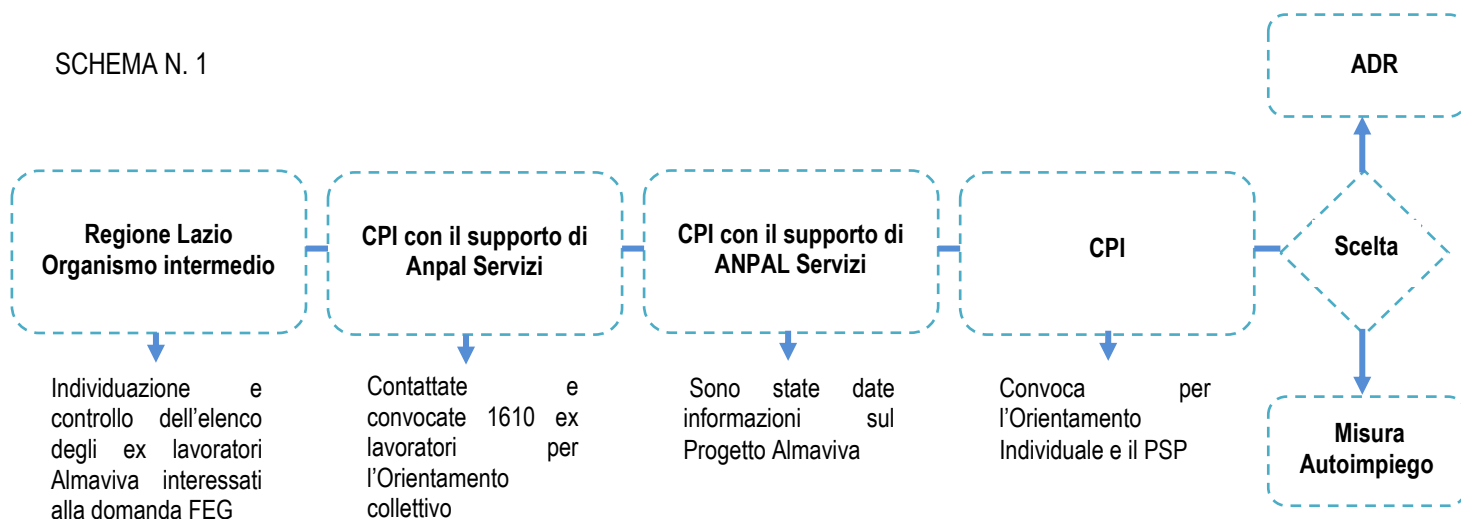 SCHEMA N. 1
Regione Lazio
Organismo intermedio
Individuazione e
controllo dell’elenco
degli ex lavoratori
Almaviva interessati
alla domanda FEG
CPI con il supporto di
Anpal Servizi
Contattate e
convocate 1610 ex
lavoratori per
l’Orientamento
collettivo
CPI con il supporto di
ANPAL Servizi
Sono state date
informazioni sul
Progetto Almaviva
CPI
Convoca per
l’Orientamento
Individuale e il PSP
Scelta
ADR
Misura
Autoimpiego